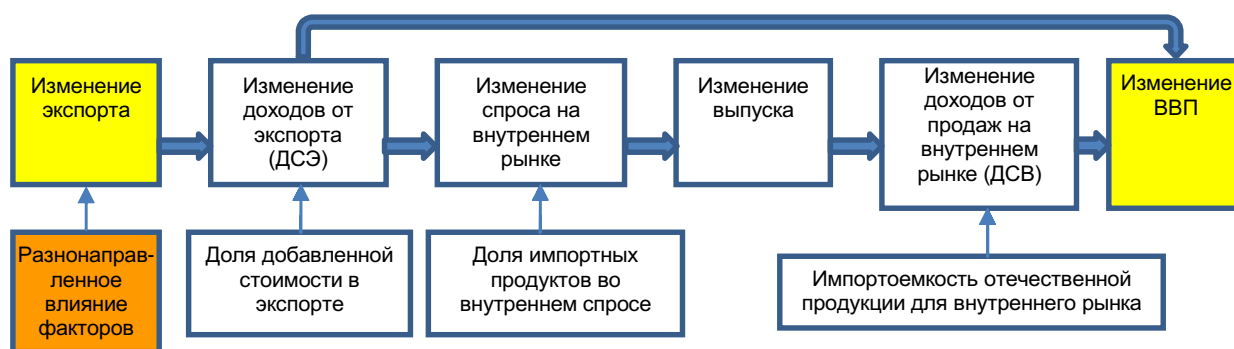 Изменение
экспорта
Изменение
доходов от
экспорта
(ДСЭ)
Изменение
спроса на
внутреннем
рынке
Изменение
выпуска
Изменение
доходов от
продаж на
внутреннем
рынке (ДСВ)
Изменение
ВВП
Разнонаправ-
ленное
влияние
факторов
Доля добавленной
стоимости в
экспорте
Доля импортных
продуктов во
внутреннем спросе
Импортоемкость отечественной
продукции для внутреннего рынка